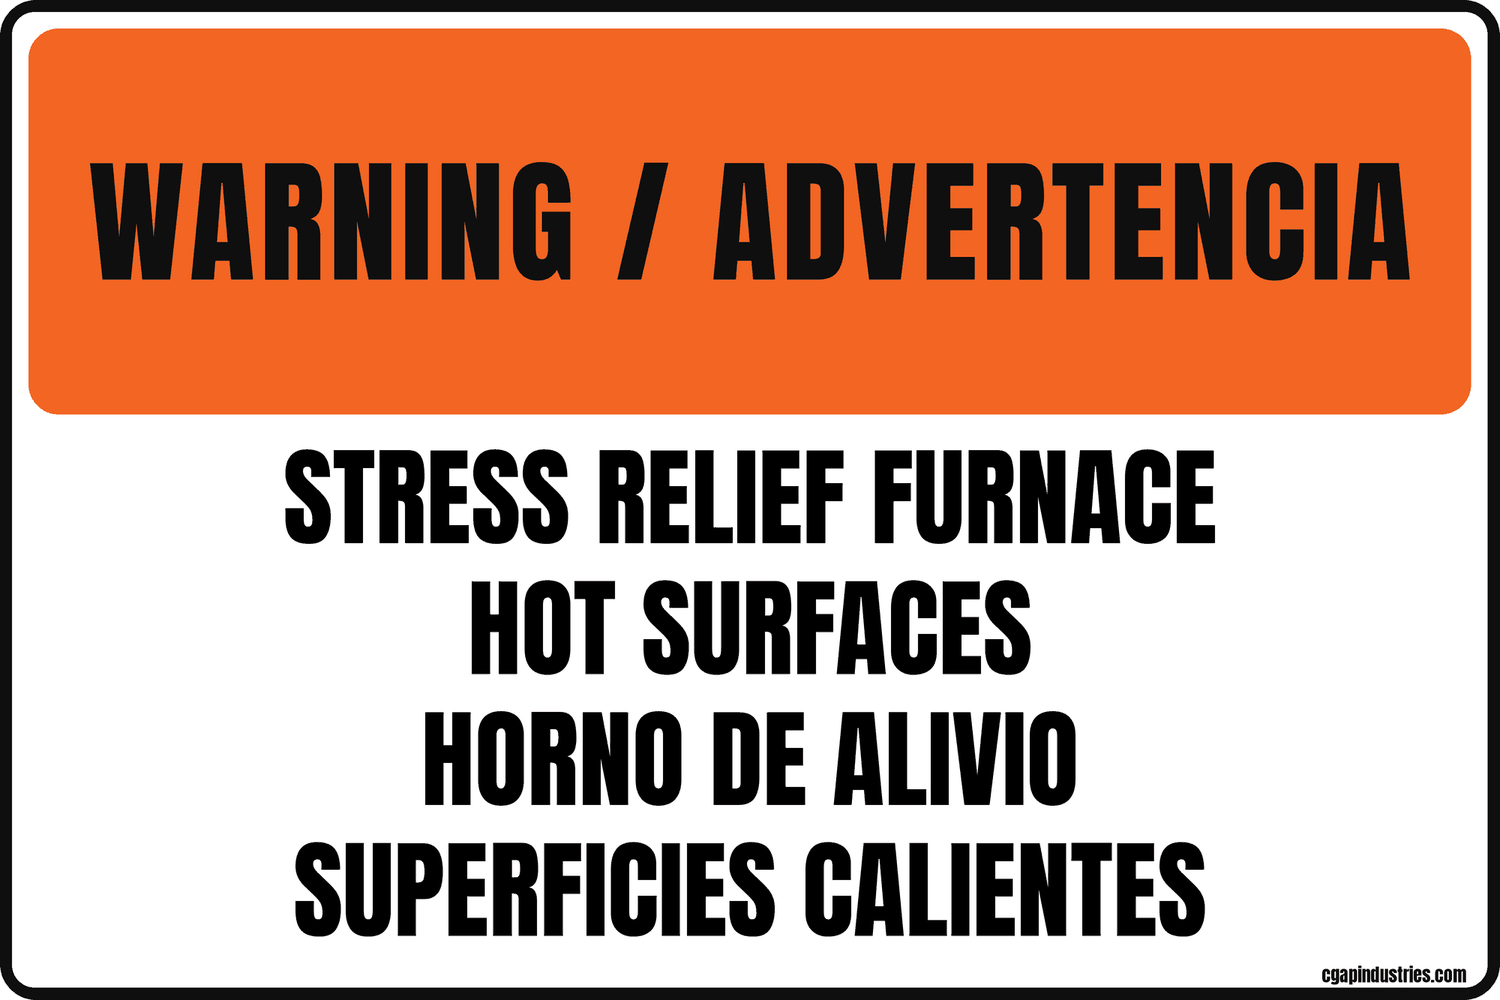 WARNING / ADVERTENCIA
STRESS RELIEF FURNACE
HOT SURFACES
HORNO DE ALIVIO
SUPERFICIES CALIENTES
cgapindustries.com